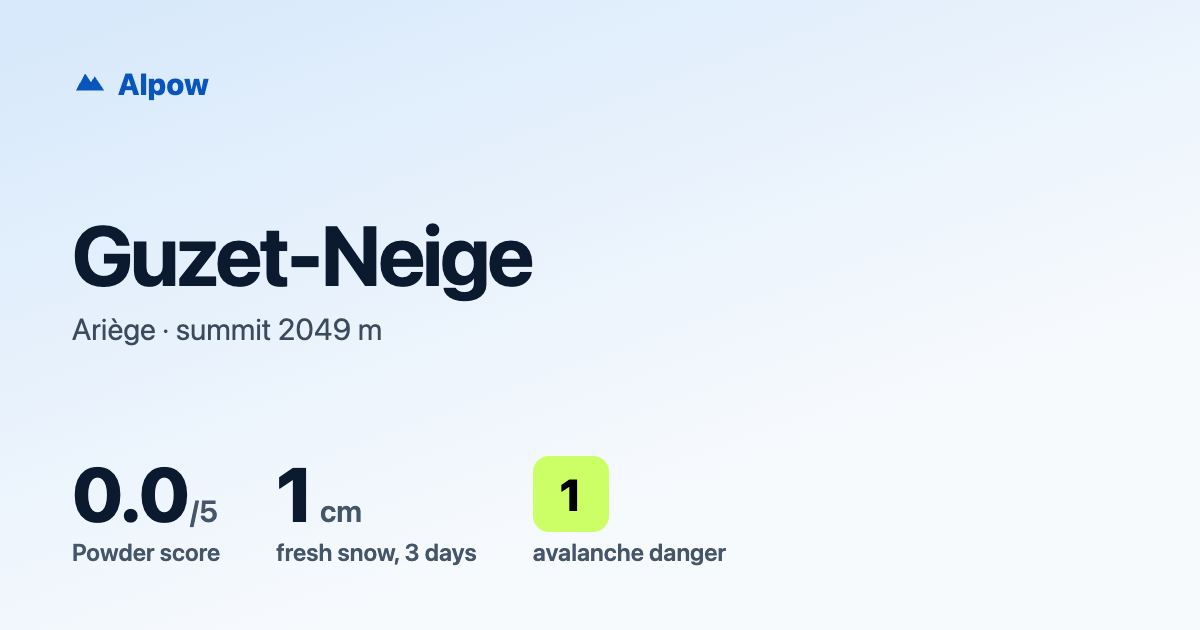 Alpow
Guzet-Neige
Ariège · summit 2049 m
0.0/5
Powder score
1 cm
fresh snow, 3 days
1
avalanche danger